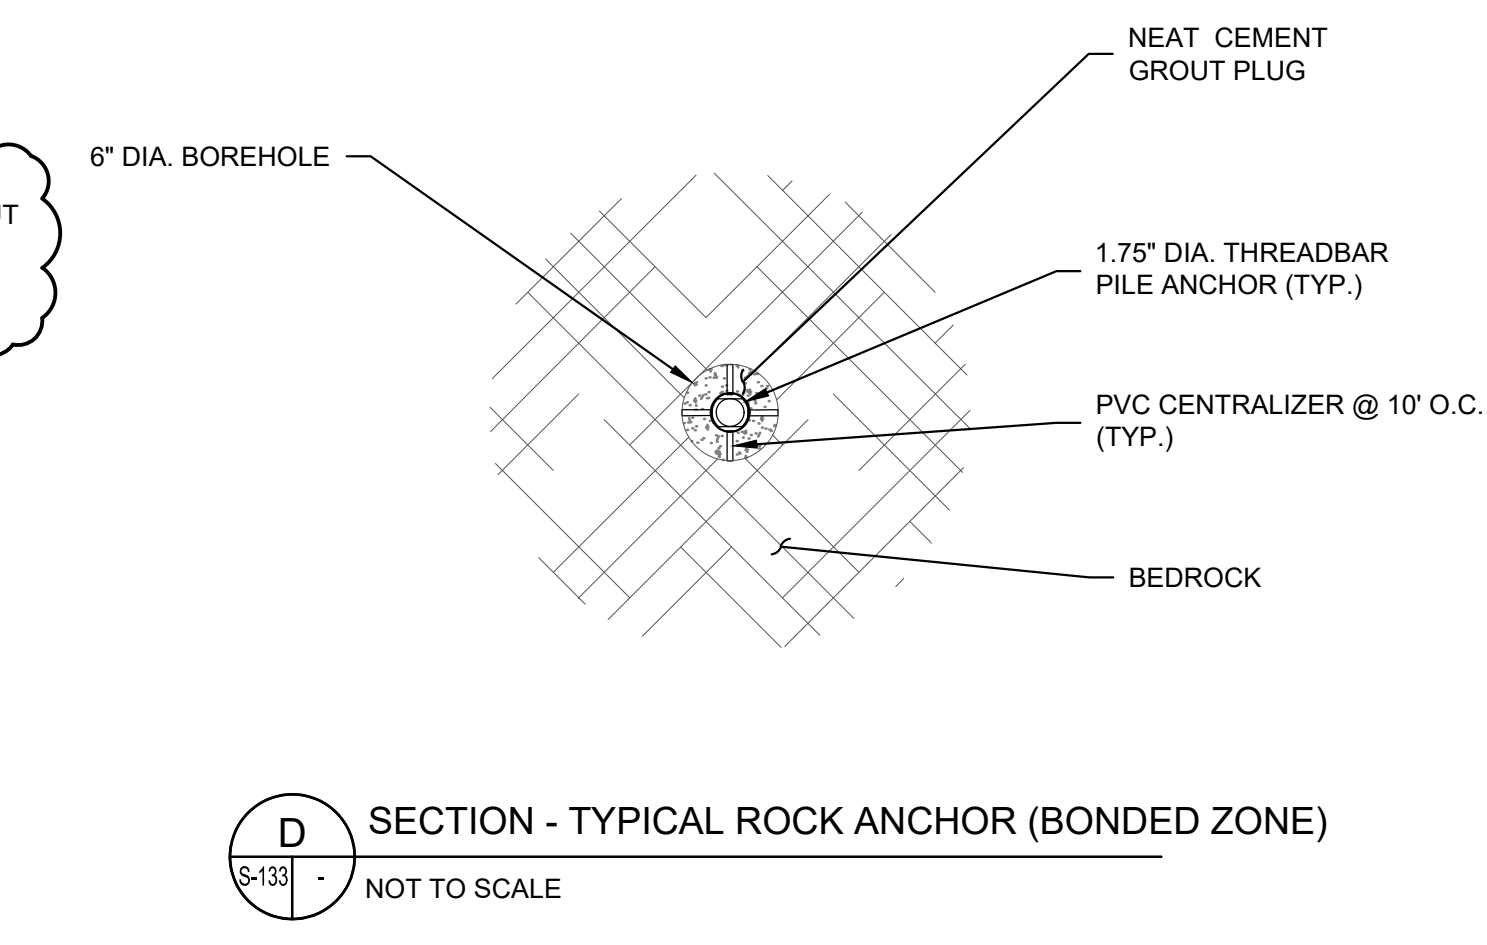 NEAT CEMENT
GROUT PLUG
6" DIA. BOREHOLE
1.75" DIA. THREADBAR
PILE ANCHOR (TYP.)
PVC CENTRALIZER @ 10' O.C.
(TYP.)
BEDROCK
D
S-133
-
SECTION - TYPICAL ROCK ANCHOR (BONDED ZONE)
NOT TO SCALE